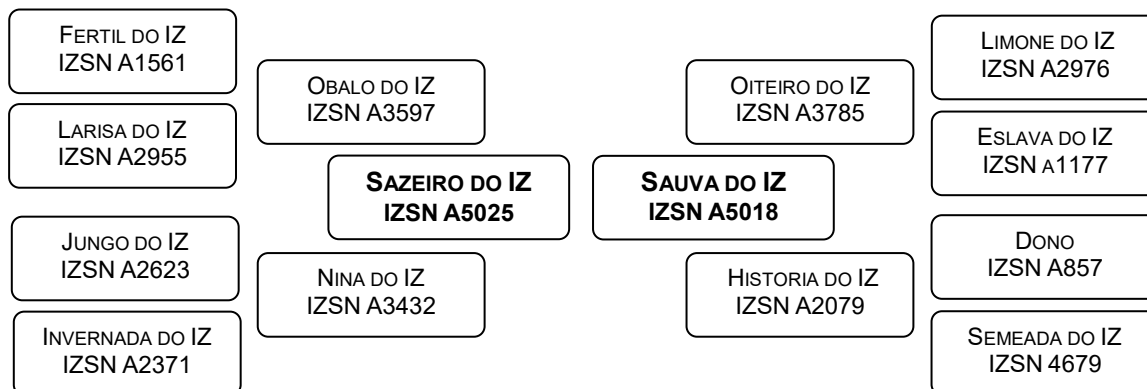 FERTIL DO IZ
IZSN A1561
LARISA DO IZ
IZSN A2955
JUNGO DO IZ
IZSN A2623
INVERNADA DO IZ
IZSN A2371
OBALO DO IZ
IZSN A3597
NINA DO IZ
IZSN A3432
SAZEIRO DO IZ
IZSN A5025
SAUVA DO IZ
IZSN A5018
OITEIRO DO IZ
IZSN A3785
HISTORIA DO IZ
IZSN A2079
LIMONE DO IZ
IZSN A2976
ESLAVA DO IZ
IZSN A1177
DONO
IZSN A857
SEMEADA DO IZ
IZSN 4679